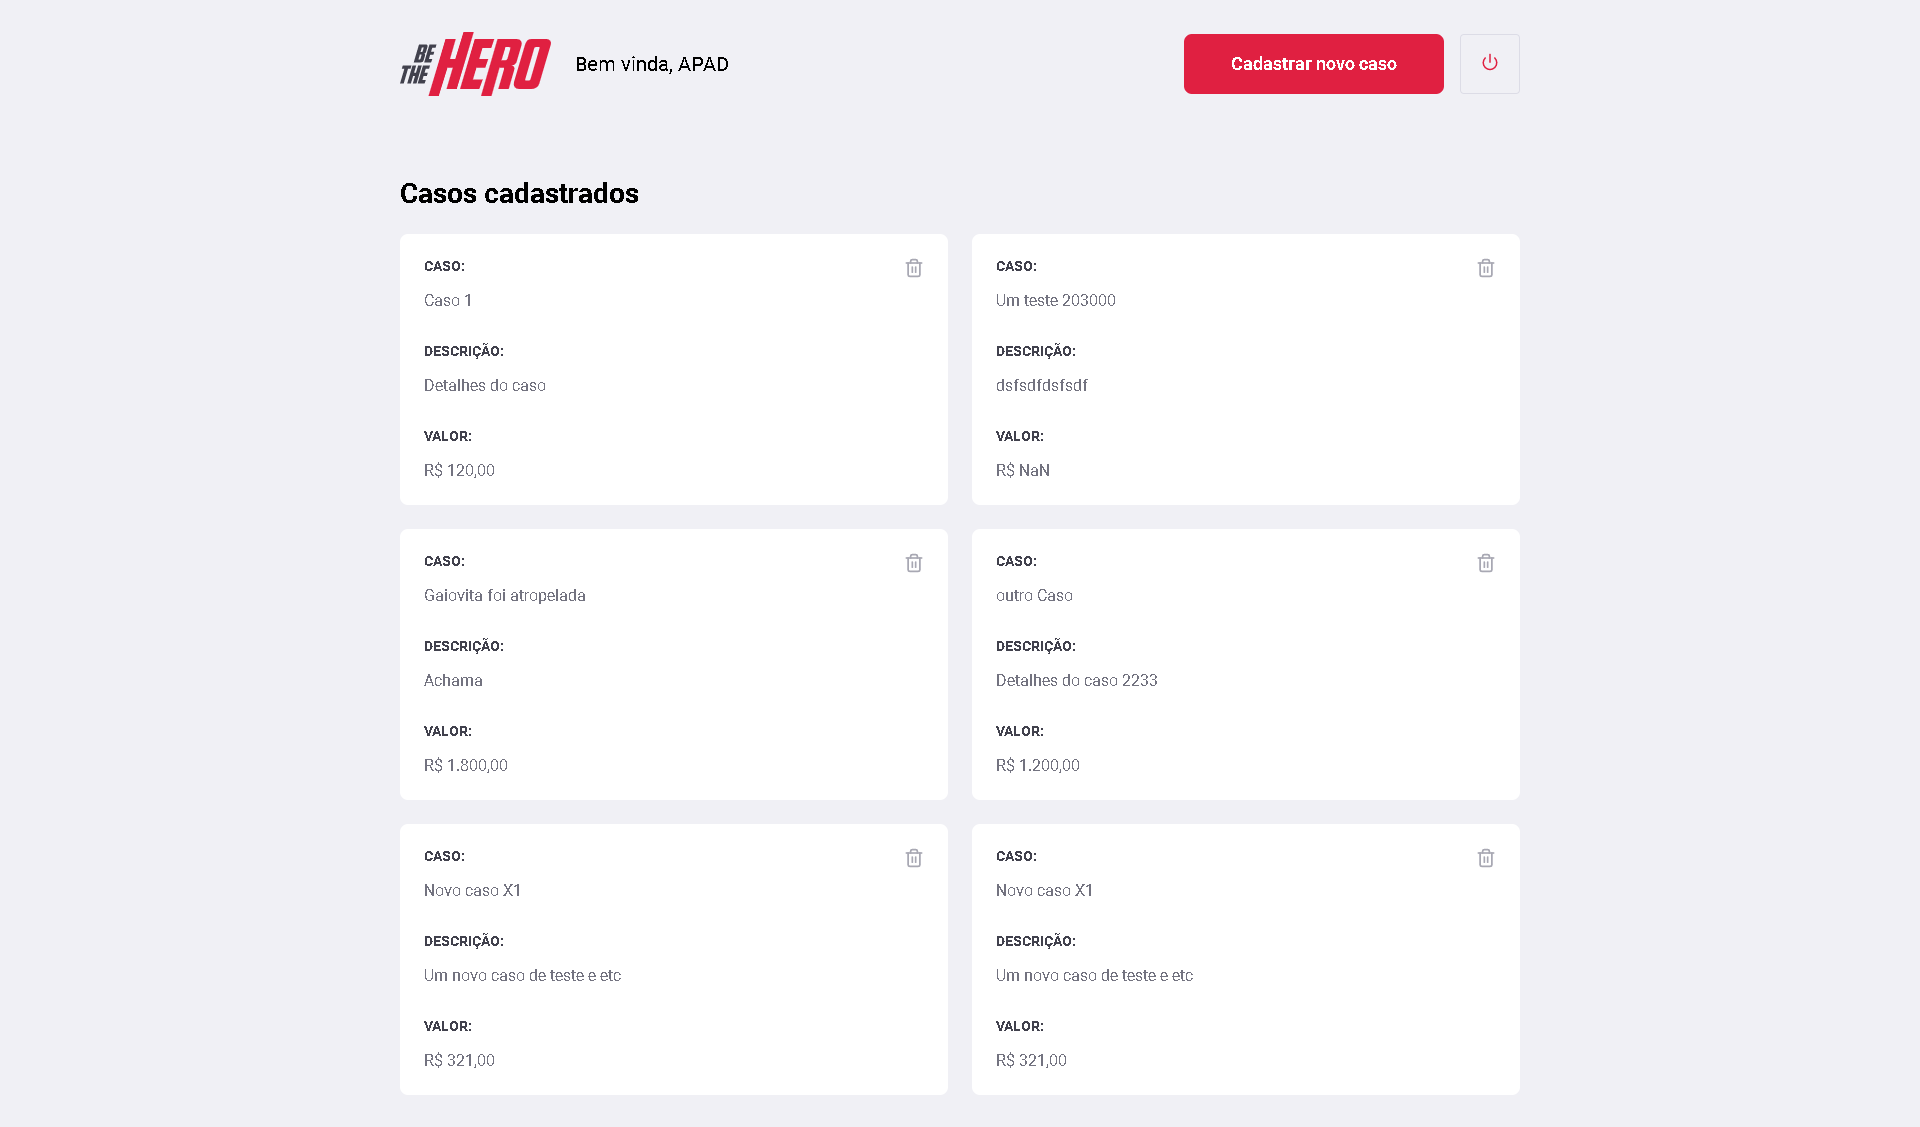 BE THE HERO
Bem vinda, APAD
Cadastrar novo caso
Casos cadastrados
CASO:
Caso 1
DESCRIÇÃO:
Detalhes do caso
VALOR:
R$ 120,00
CASO:
Um teste 203000
DESCRIÇÃO:
dsfsdfdsfsdf
VALOR:
R$ NaN
CASO:
Gaiovita foi atropelada
DESCRIÇÃO:
Achama
VALOR:
R$ 1.800,00
CASO:
outro Caso
DESCRIÇÃO:
Detalhes do caso 2233
VALOR:
R$ 1.200,00
CASO:
Novo caso X1
DESCRIÇÃO:
Um novo caso de teste e etc
VALOR:
R$ 321,00
CASO:
Novo caso X1
DESCRIÇÃO:
Um novo caso de teste e etc
VALOR:
R$ 321,00